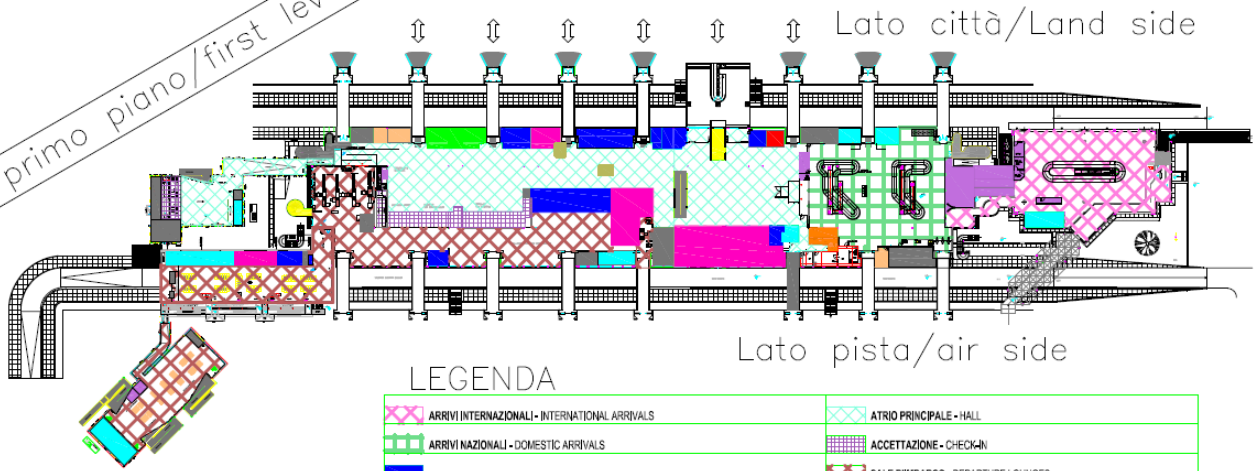 primo piano/first lev
Lato città/Land side
Lato pista/air side
LEGENDA
ARRIVI INTERNAZIONALI - INTERNATIONAL ARRIVALS
ATRIO PRINCIPALE - HALL
ARRIVI NAZIONALI - DOMESTIC ARRIVALS
ACCETTAZIONE - CHECK-IN